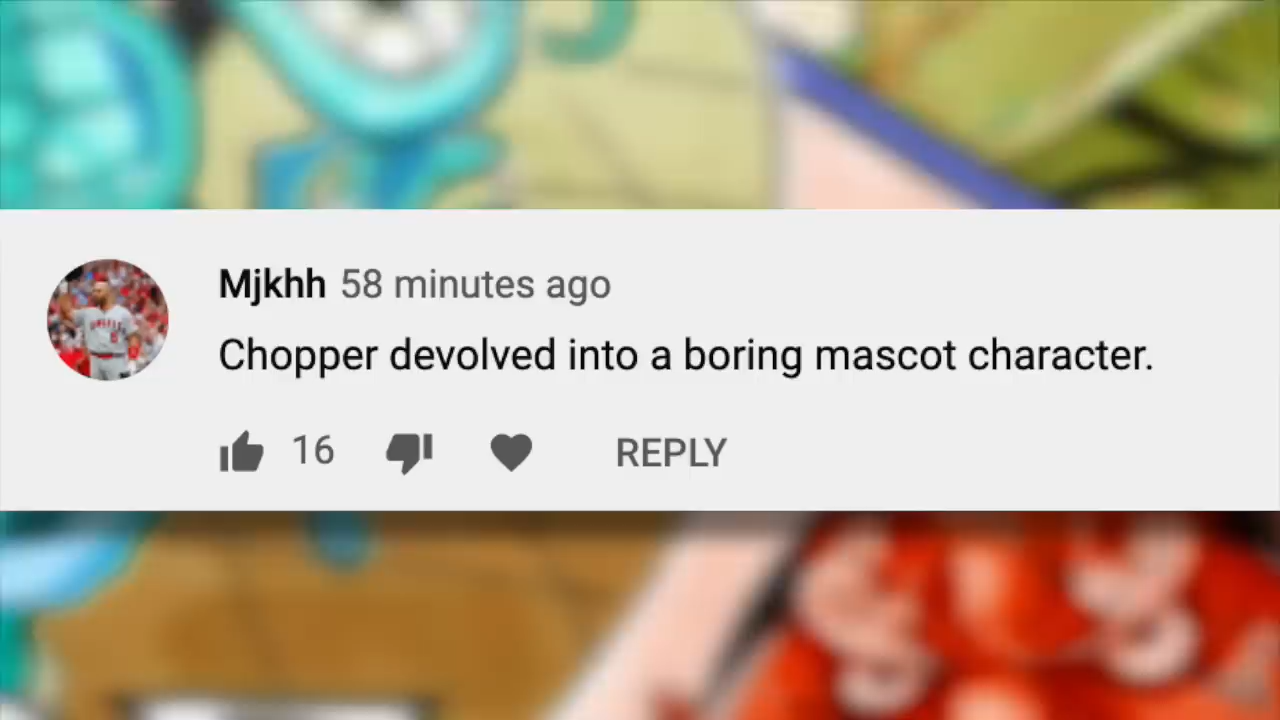 Mjkhh 58 minutes ago
Chopper devolved into a boring mascot character.
16 REPLY